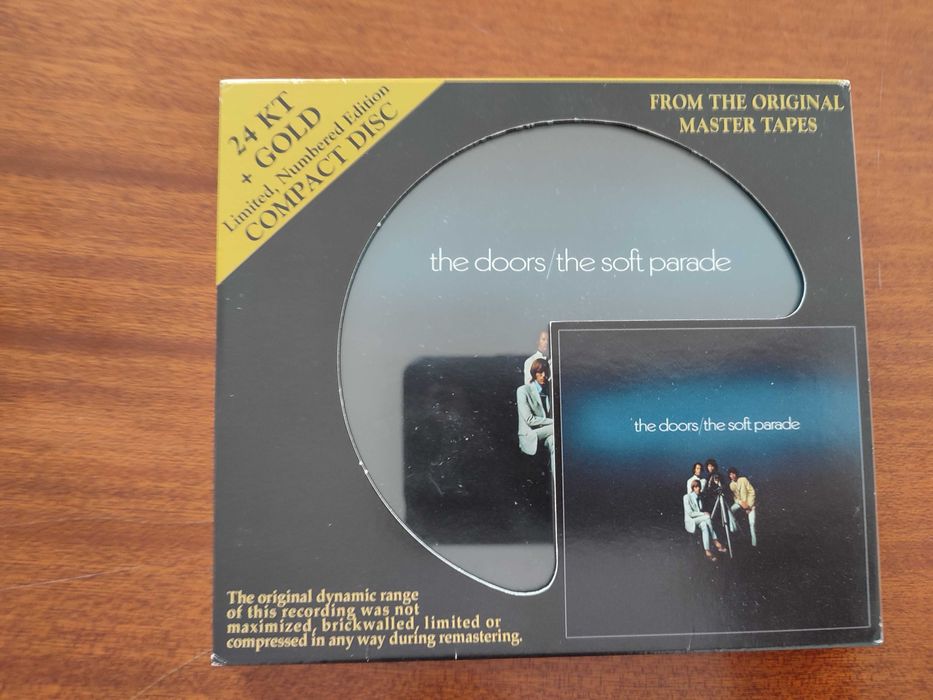 24 KT
+ GOLD
Limited, Numbered Edition
COMPACT DISC
FROM THE ORIGINAL
MASTER TAPES
the doors/the soft parade
the doors/the soft parade
The original dynamic range
of this recording was not
maximized, brickwalled, limited or
compressed in any way during remastering.